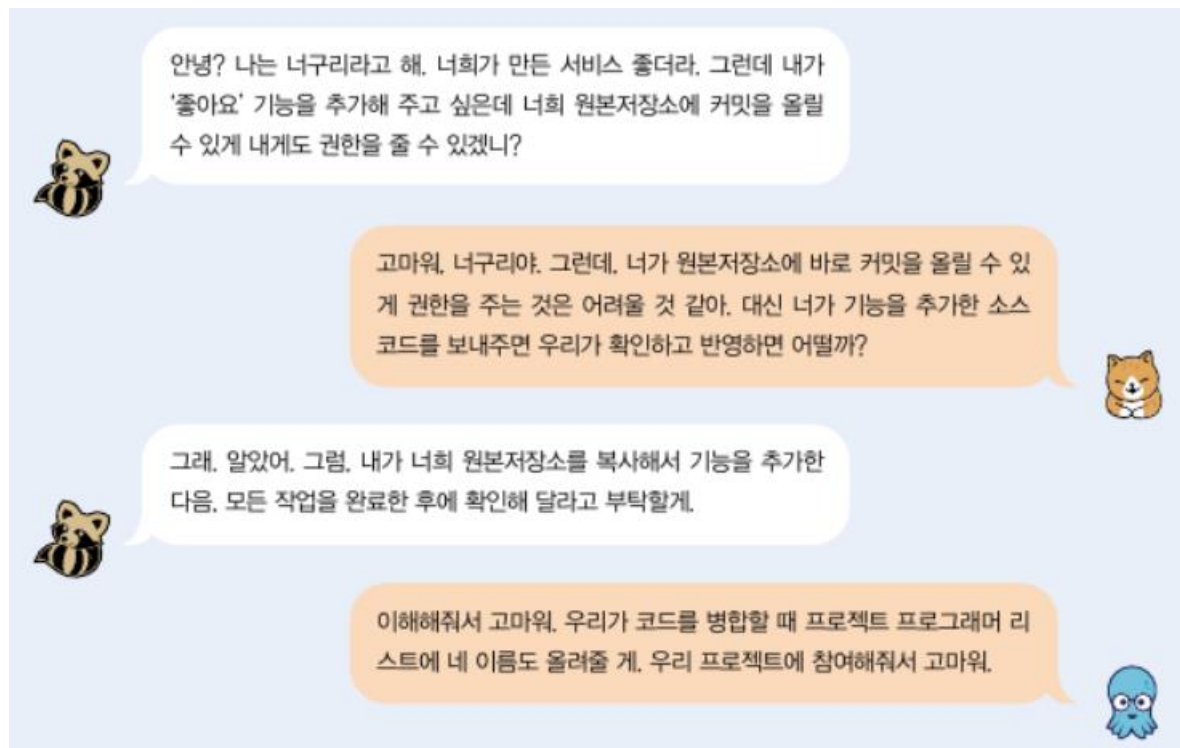 안녕? 나는 너구리라고 해. 너희가 만든 서비스 좋더라. 그런데 내가
‘좋아요’ 기능을 추가해 주고 싶은데 너희 원본저장소에 커밋을 올릴
수 있게 내게도 권한을 줄 수 있겠니?
고마워, 너구리야. 그런데, 너가 원본저장소에 바로 커밋을 올릴 수 있
게 권한을 주는 것은 어려울 것 같아. 대신 너가 기능을 추가한 소스
코드를 보내주면 우리가 확인하고 반영하면 어떨까?
그래, 알았어. 그럼, 내가 너희 원본저장소를 복사해서 기능을 추가한
다음, 모든 작업을 완료한 후에 확인해 달라고 부탁할게.
이해해줘서 고마워. 우리가 코드를 병합할 때 프로젝트 프로그래머 리
스트에 네 이름도 올려줄 게. 우리 프로젝트에 참여해줘서 고마워.